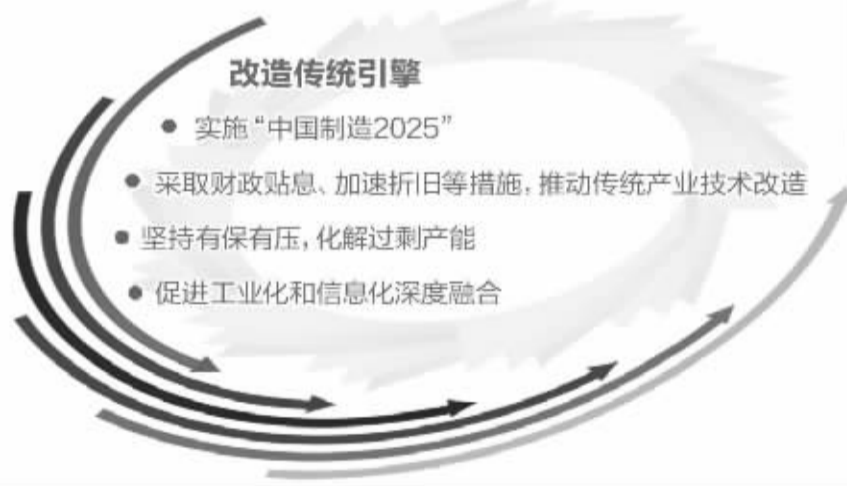 改造传统引擎
● 实施“中国制造2025”
● 采取财政贴息、加速折旧等措施，推动传统产业技术改造
● 坚持有保有压，化解过剩产能
● 促进工业化和信息化深度融合